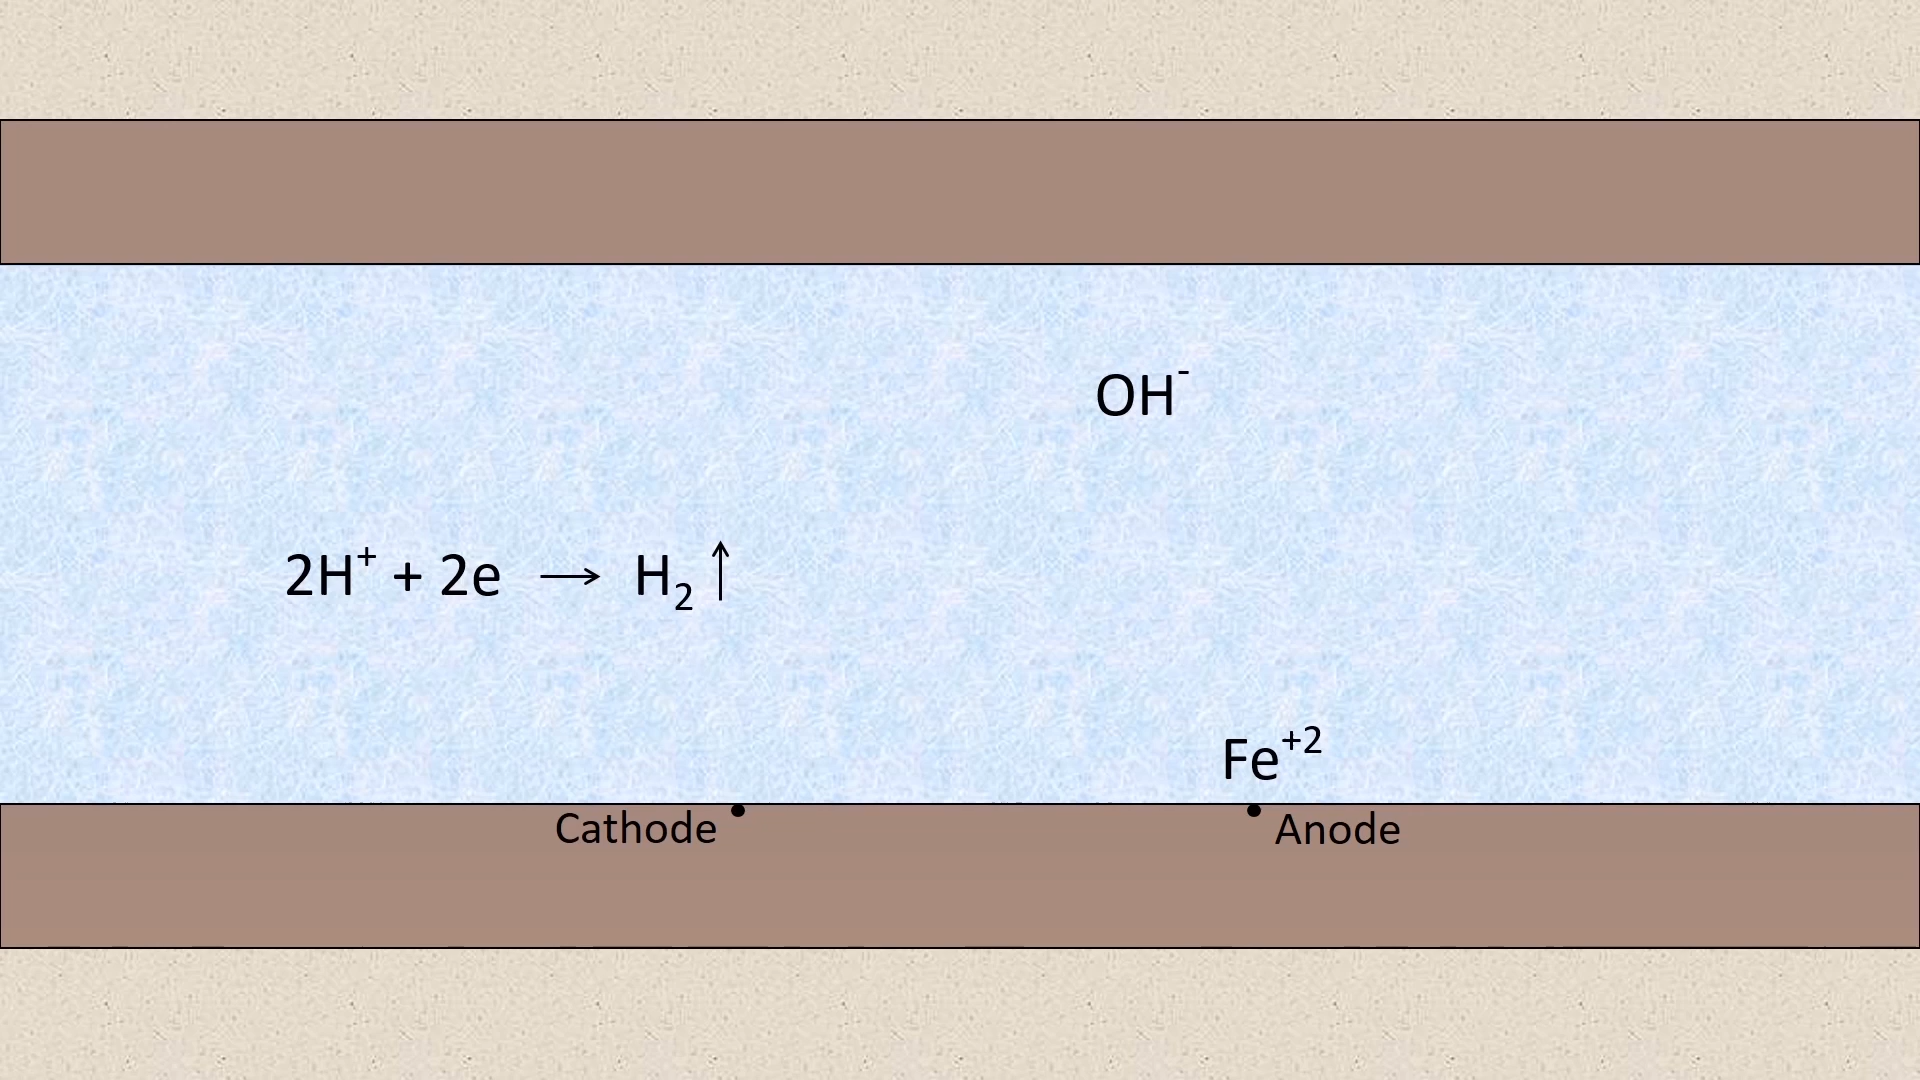 OH⁻
2H⁺ + 2e → H₂ ↑
Fe⁺²
Cathode
Anode